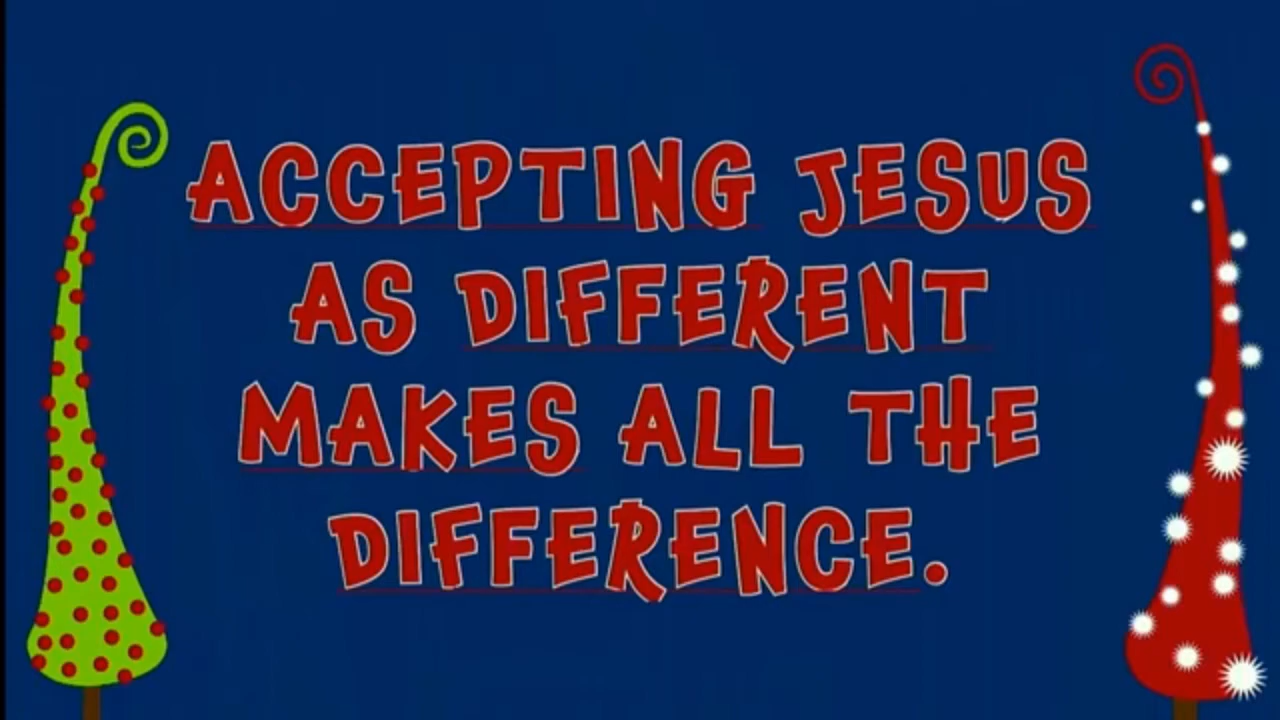 ACCEPTING JESUS
AS DIFFERENT
MAKES ALL THE
DIFFERENCE.